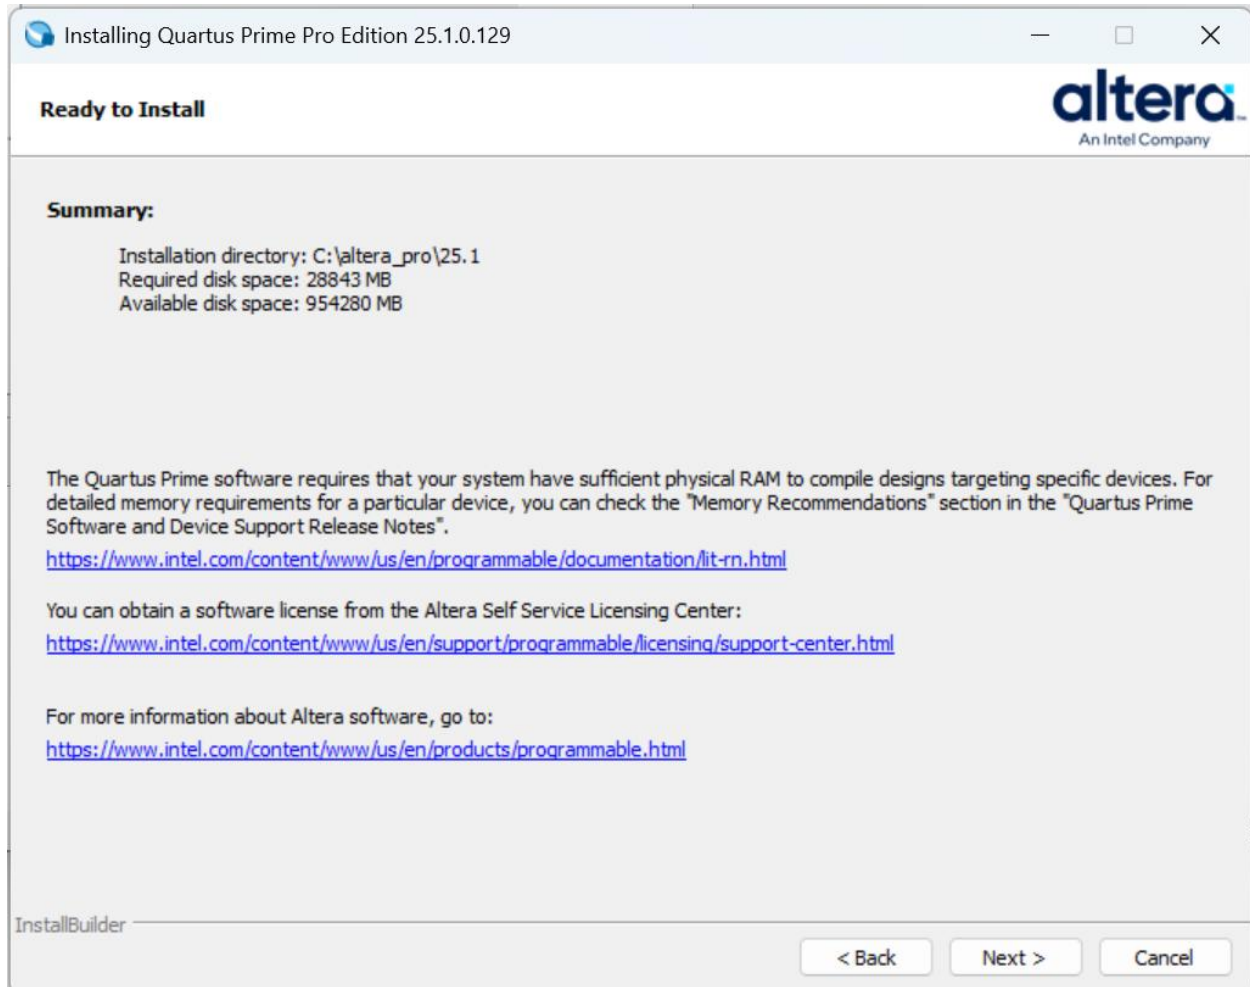 Installing Quartus Prime Pro Edition 25.1.0.129
Ready to Install
altera
An Intel Company
Summary:
Installation directory: C:\altera_pro\25.1
Required disk space: 28843 MB
Available disk space: 954280 MB
The Quartus Prime software requires that your system have sufficient physical RAM to compile designs targeting specific devices. For
detailed memory requirements for a particular device, you can check the "Memory Recommendations" section in the "Quartus Prime
Software and Device Support Release Notes".
https://www.intel.com/content/www/us/en/programmable/documentation/lit-rn.html
You can obtain a software license from the Altera Self Service Licensing Center:
https://www.intel.com/content/www/us/en/support/programmable/licensing/support-center.html
For more information about Altera software, go to:
https://www.intel.com/content/www/us/en/products/programmable.html
InstallBuilder
< Back
Next >
Cancel